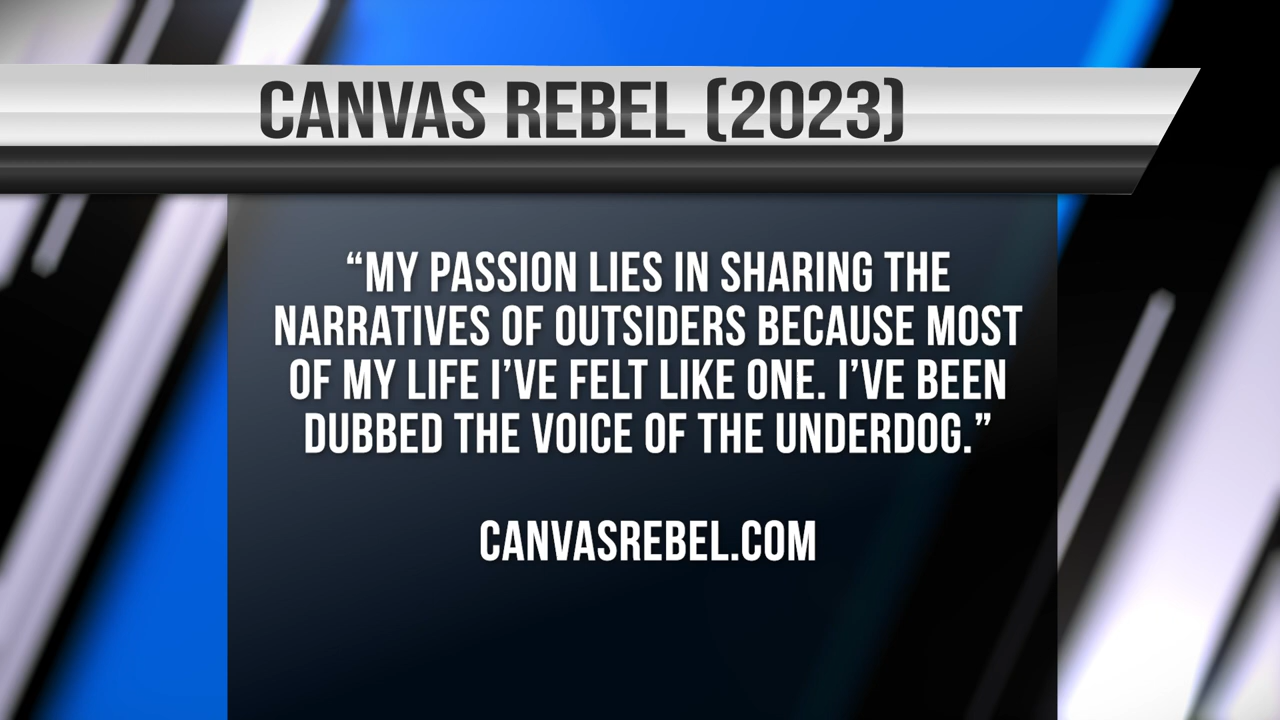 CANVAS REBEL (2023)
“MY PASSION LIES IN SHARING THE
NARRATIVES OF OUTSIDERS BECAUSE MOST
OF MY LIFE I’VE FELT LIKE ONE. I’VE BEEN
DUBBED THE VOICE OF THE UNDERDOG.”
CANVASREBEL.COM